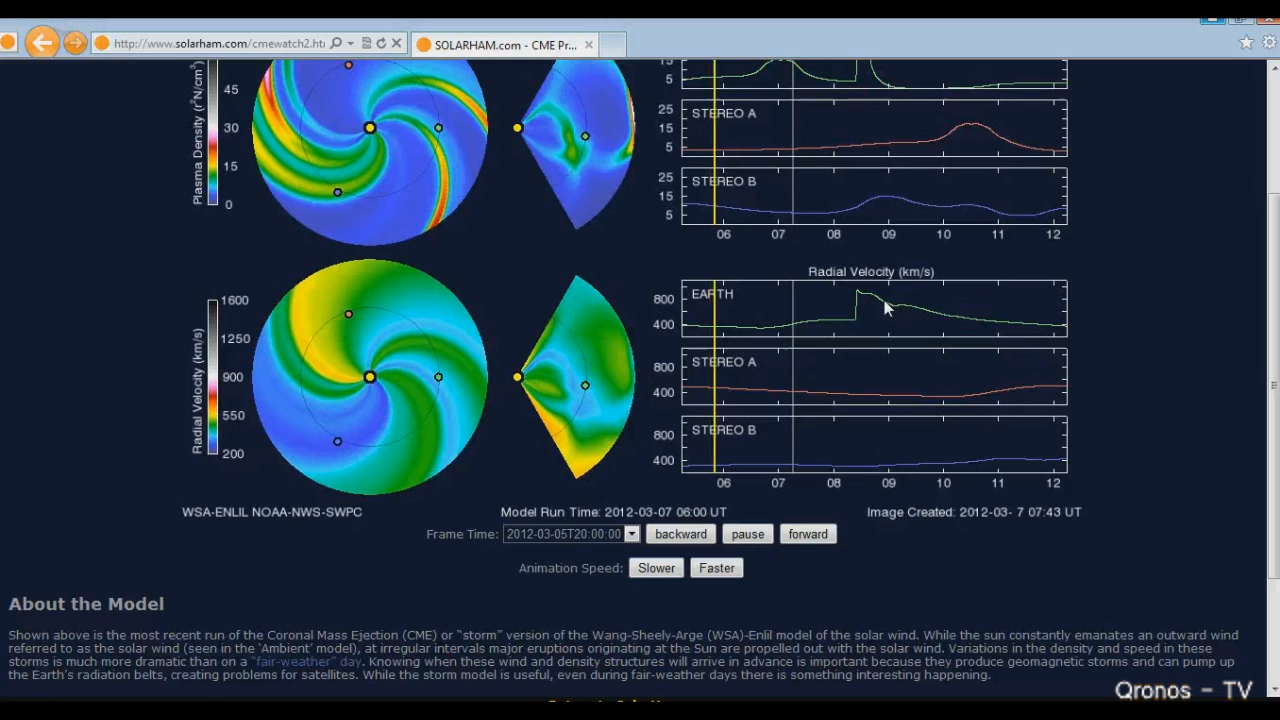 http://www.solarham.com/cmewatch2.htm
SOLARHAM.com - CME Pr...
Plasma Density (r²N/cm³)
45
30
15
0
15
5
STEREO A
25
15
5
STEREO B
25
15
5
06 07 08 09 10 11 12
Radial Velocity (km/s)
1600
1250
900
550
200
Radial Velocity (km/s)
EARTH
800
400
STEREO A
800
400
STEREO B
800
400
06 07 08 09 10 11 12
WSA-ENLIL NOAA-NWS-SWPC Model Run Time: 2012-03-07 06:00 UT Image Created: 2012-03- 7 07:43 UT
Frame Time: 2012-03-05T20:00:00 backward pause forward
Animation Speed: Slower Faster
About the Model
Shown above is the most recent run of the Coronal Mass Ejection (CME) or “storm” version of the Wang-Sheely-Arge (WSA)-Enlil model of the solar wind. While the sun constantly emanates an outward wind
referred to as the solar wind (seen in the ‘Ambient’ model), at irregular intervals major eruptions originating at the Sun are propelled out with the solar wind. Variations in the density and speed in these
storms is much more dramatic than on a “fair-weather” day. Knowing when these wind and density structures will arrive in advance is important because they produce geomagnetic storms and can pump up
the Earth’s radiation belts, creating problems for satellites. While the storm model is useful, even during fair-weather days there is something interesting happening.
Qronos - TV